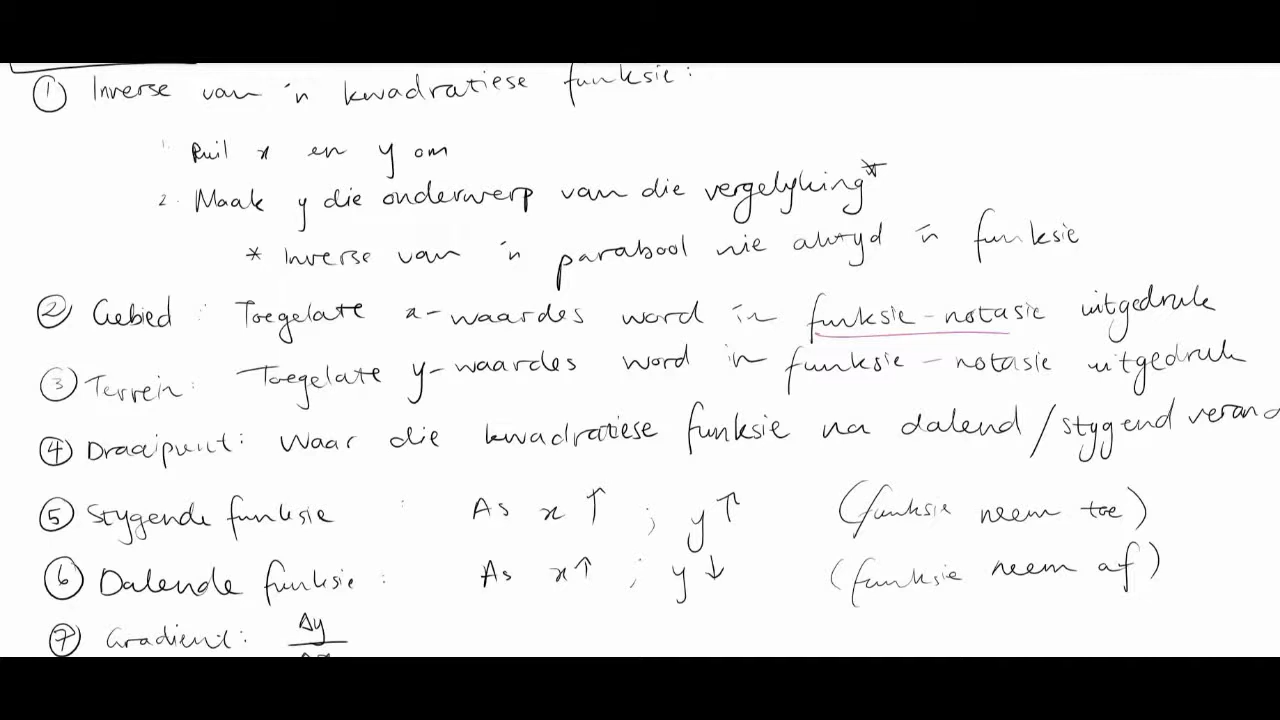 ① Inverse van 'n kwadratiese funksie:
1. Ruil x en y om
2. Maak y die onderwerp van die vergelyking*
* Inverse van 'n parabool nie altyd 'n funksie
② Gebied : Toegelate x-waardes word in funksie-notasie uitgedruk
③ Terrein: Toegelate y-waardes word in funksie-notasie uitgedruk
④ Draaipunt: Waar die kwadratiese funksie na dalend/stygend verand
⑤ Stygende funksie : As x ↑ ; y ↑ (funksie neem toe)
⑥ Dalende funksie : As x ↑ ; y ↓ (funksie neem af)
⑦ Gradient: Δy